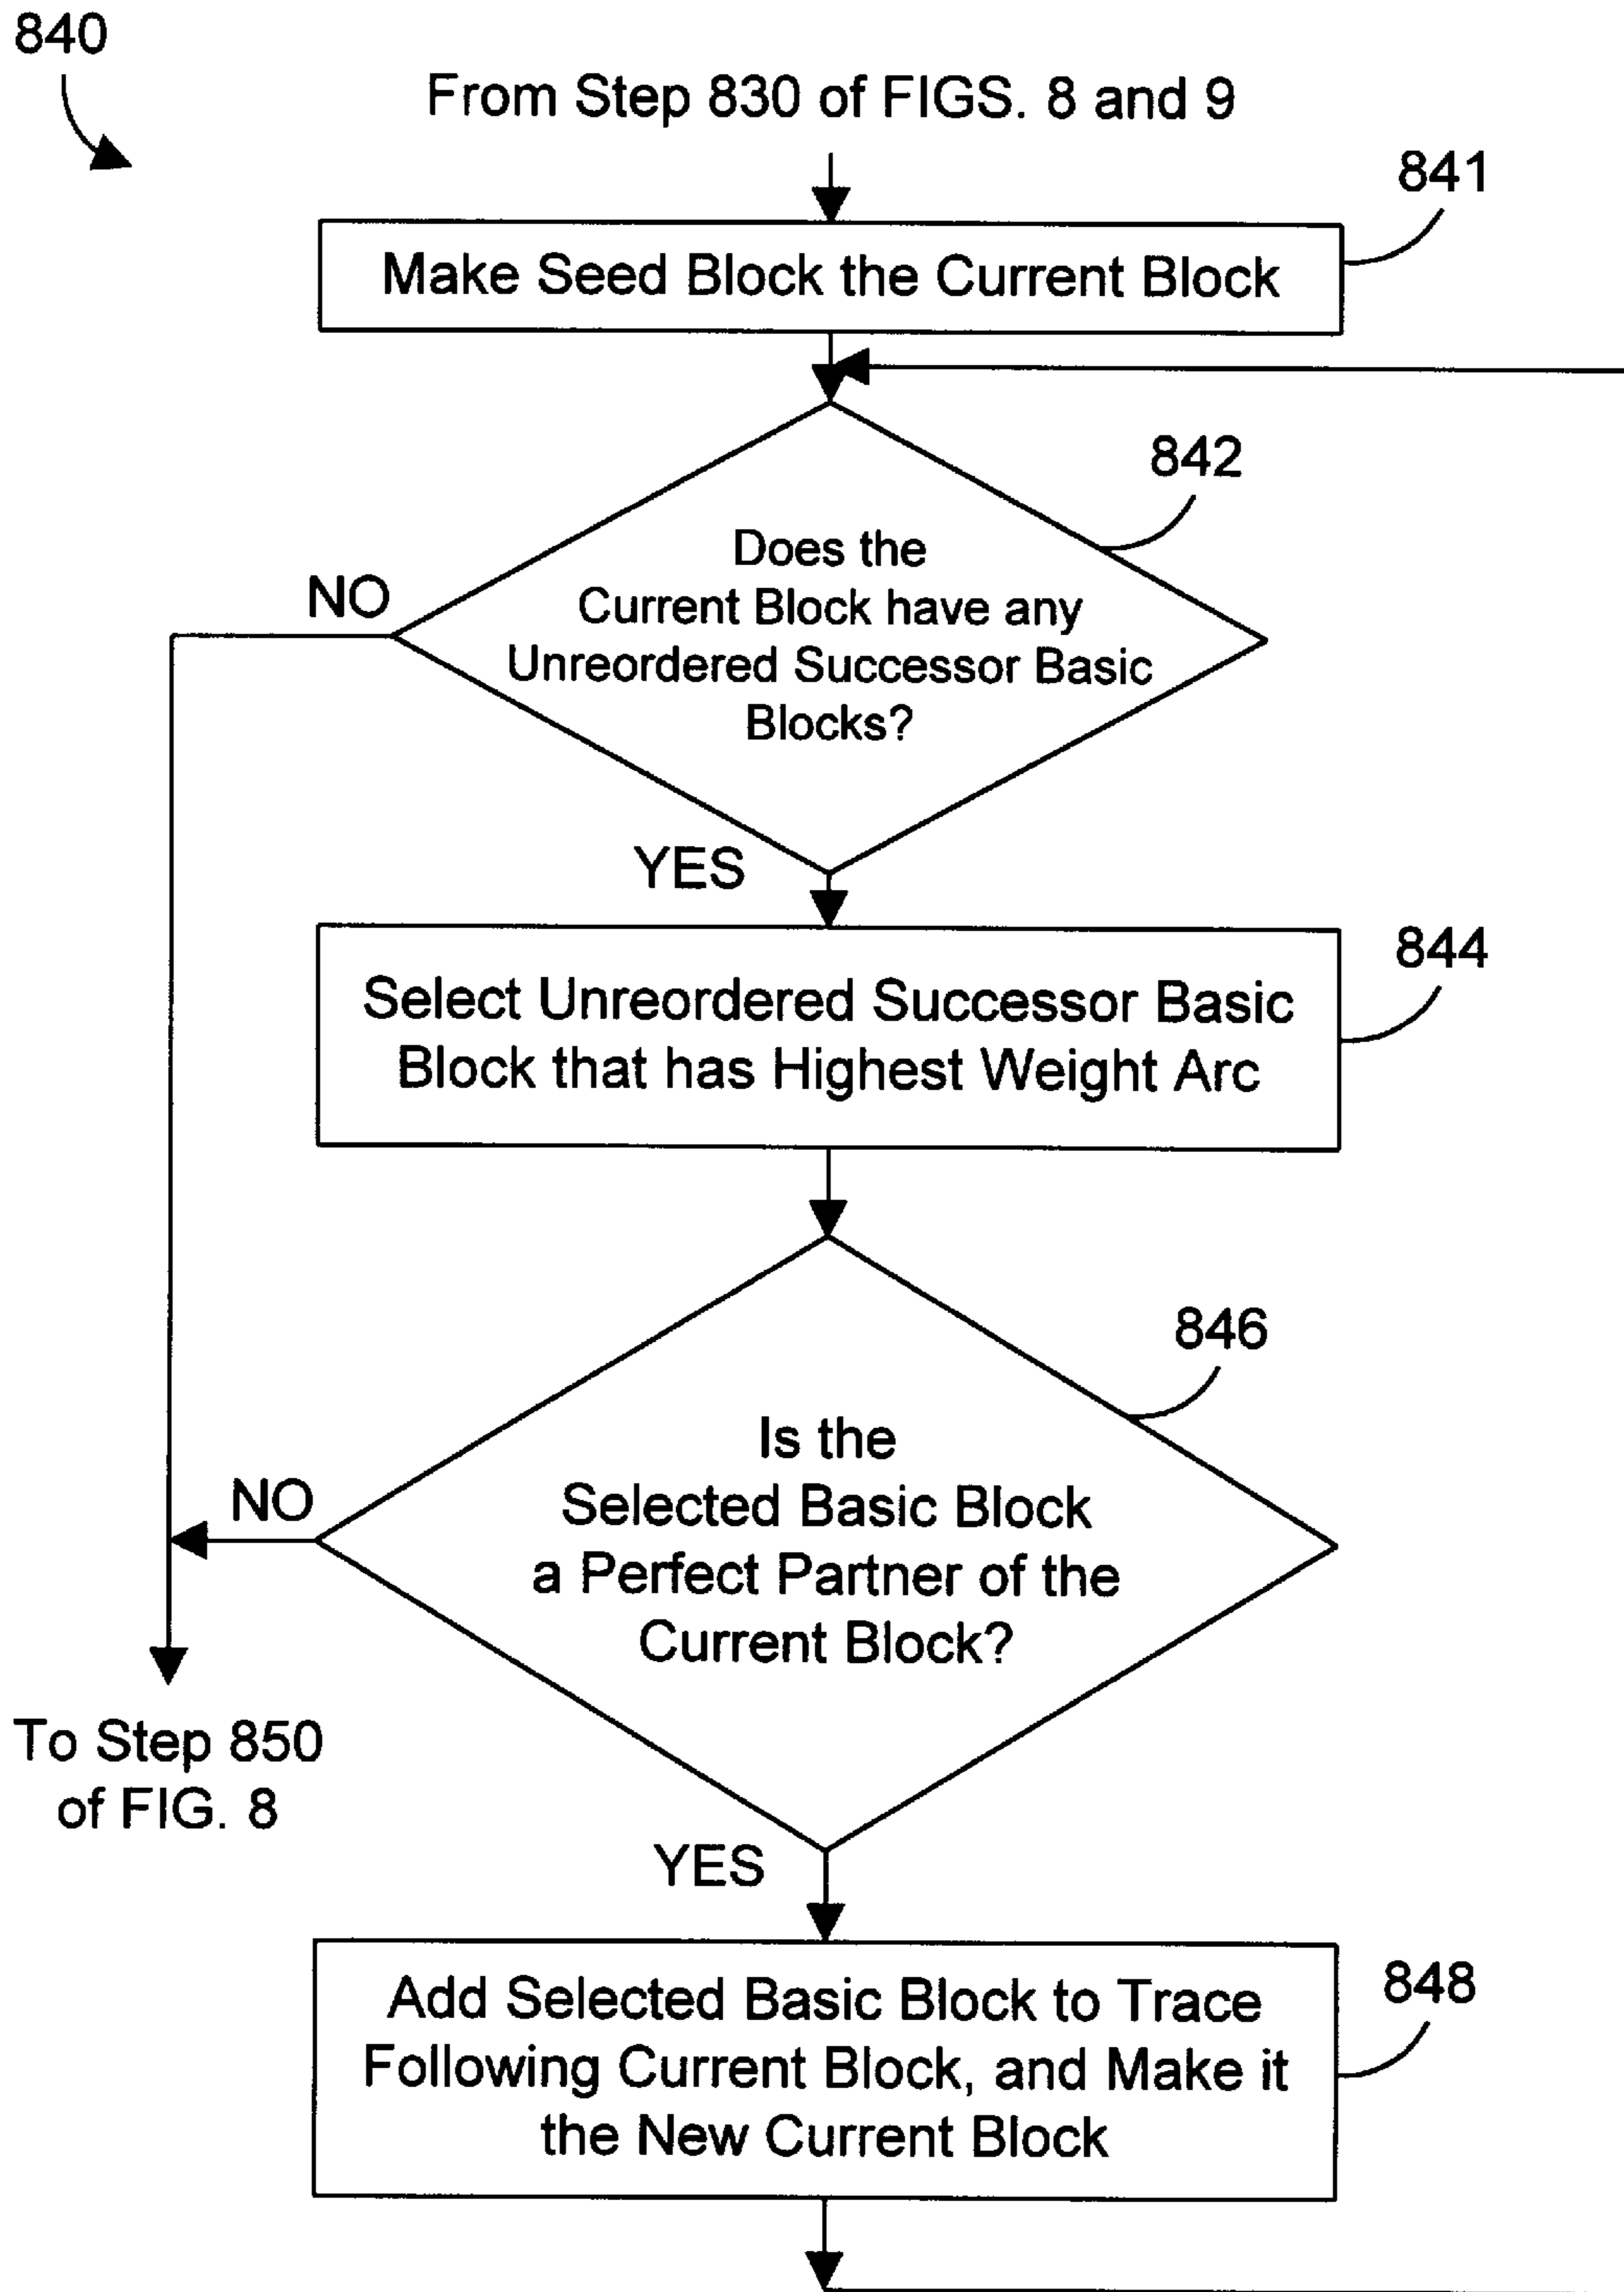 840
From Step 830 of FIGS. 8 and 9
841
Make Seed Block the Current Block
842
Does the
Current Block have any
Unreordered Successor Basic
Blocks?
NO
YES
844
Select Unreordered Successor Basic
Block that has Highest Weight Arc
846
Is the
Selected Basic Block
a Perfect Partner of the
Current Block?
NO
To Step 850
of FIG. 8
YES
848
Add Selected Basic Block to Trace
Following Current Block, and Make it
the New Current Block